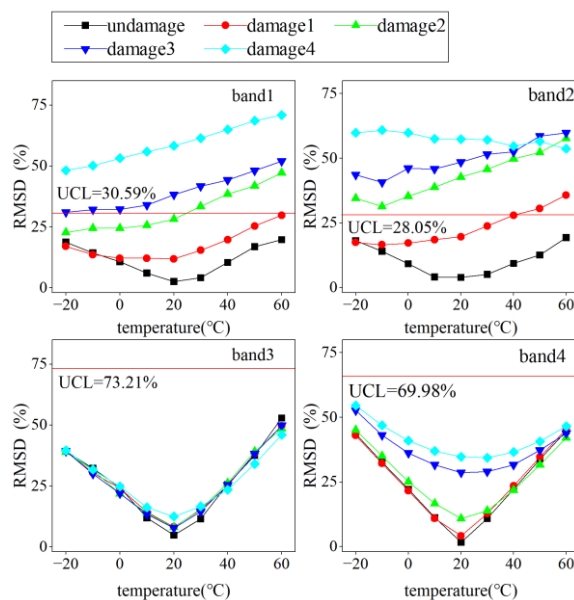 undamage damage1 damage2
damage3 damage4
band1
75
50
25
0
RMSD (%)
UCL=30.59%
−20 0 20 40 60
temperature(℃)
band2
75
50
25
0
RMSD (%)
UCL=28.05%
−20 0 20 40 60
temperature(℃)
band3
75
50
25
0
RMSD (%)
UCL=73.21%
−20 0 20 40 60
temperature(℃)
band4
75
50
25
0
RMSD (%)
UCL=69.98%
−20 0 20 40 60
temperature(℃)